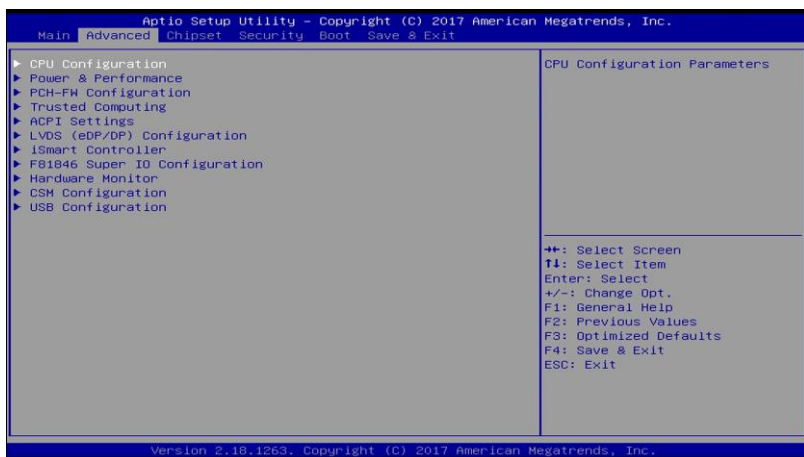 Aptio Setup Utility – Copyright (C) 2017 American Megatrends, Inc.
Main Advanced Chipset Security Boot Save & Exit
▶ CPU Configuration
▶ Power & Performance
▶ PCH-FW Configuration
▶ Trusted Computing
▶ ACPI Settings
▶ LVDS (eDP/DP) Configuration
▶ iSmart Controller
▶ F81846 Super IO Configuration
▶ Hardware Monitor
▶ CSM Configuration
▶ USB Configuration
CPU Configuration Parameters
→←: Select Screen
↑↓: Select Item
Enter: Select
+/-: Change Opt.
F1: General Help
F2: Previous Values
F3: Optimized Defaults
F4: Save & Exit
ESC: Exit
Version 2.18.1263. Copyright (C) 2017 American Megatrends, Inc.